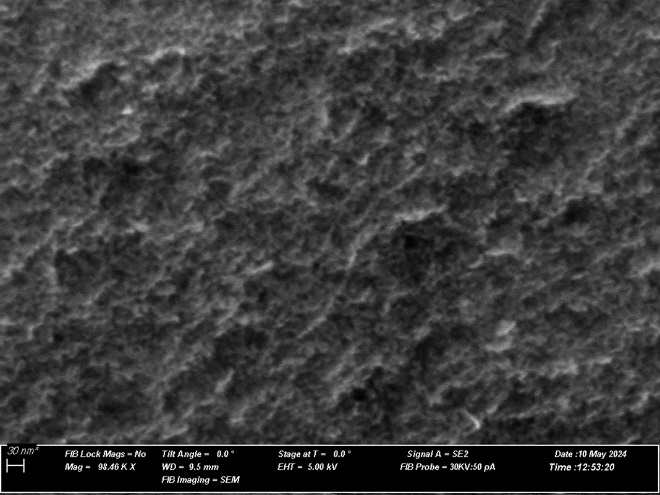 30 nm*
FIB Lock Mags = No Tilt Angle = 0.0 ° Stage at T = 0.0 ° Signal A = SE2 Date :10 May 2024
Mag = 98.46 K X WD = 9.5 mm EHT = 5.00 kV FIB Probe = 30KV:50 pA Time :12:53:20
FIB Imaging = SEM